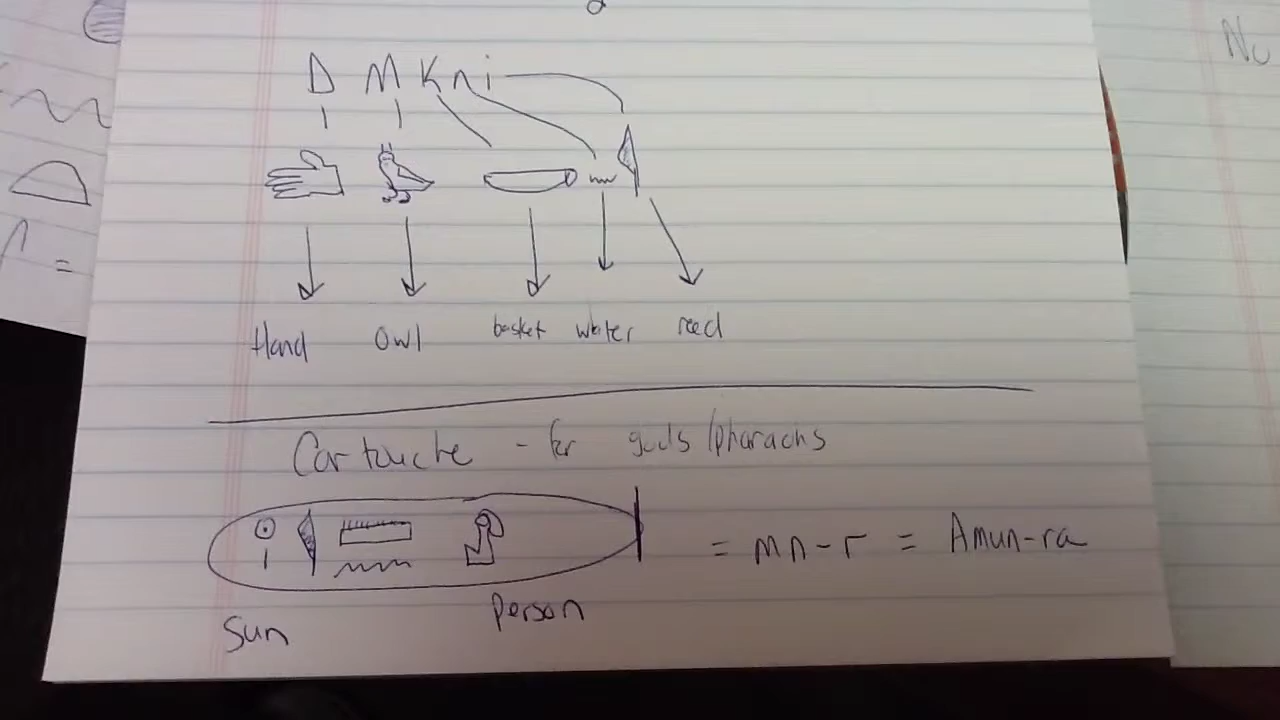 D M K n i
Hand owl basket water reed
Cartouche - for gods/pharaohs
= mn-r = Amun-ra
Sun person
=